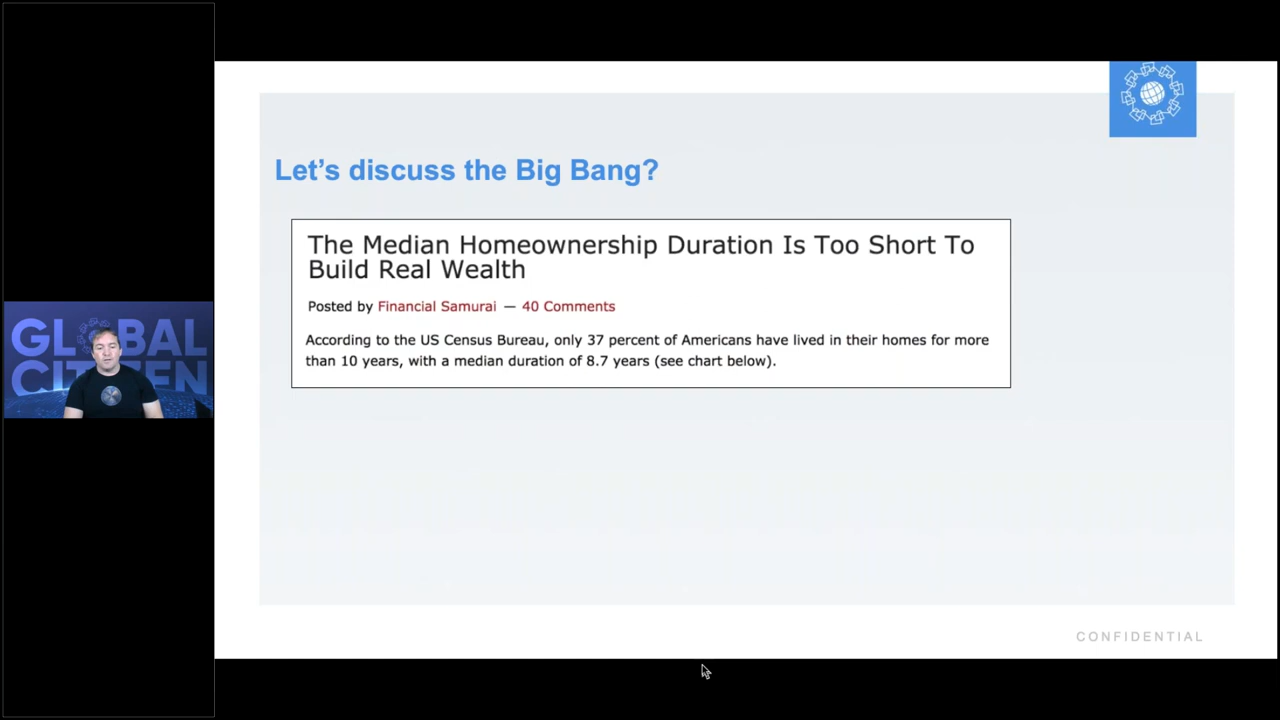 Let's discuss the Big Bang?
The Median Homeownership Duration Is Too Short To
Build Real Wealth
Posted by Financial Samurai — 40 Comments
According to the US Census Bureau, only 37 percent of Americans have lived in their homes for more
than 10 years, with a median duration of 8.7 years (see chart below).
GLOBAL
CITIZEN
CONFIDENTIAL